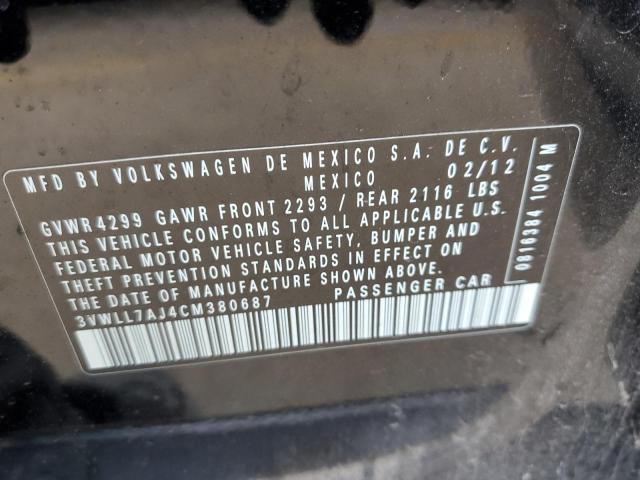 MFD BY VOLKSWAGEN DE MEXICO S.A. DE C.V.
MEXICO 02/12
GVWR 4299 GAWR FRONT 2293 / REAR 2116 LBS
THIS VEHICLE CONFORMS TO ALL APPLICABLE U.S.
FEDERAL MOTOR VEHICLE SAFETY, BUMPER AND
THEFT PREVENTION STANDARDS IN EFFECT ON
THE DATE OF MANUFACTURE SHOWN ABOVE.
3VWLL7AJ4CM380687 PASSENGER CAR
0816384 1004 M